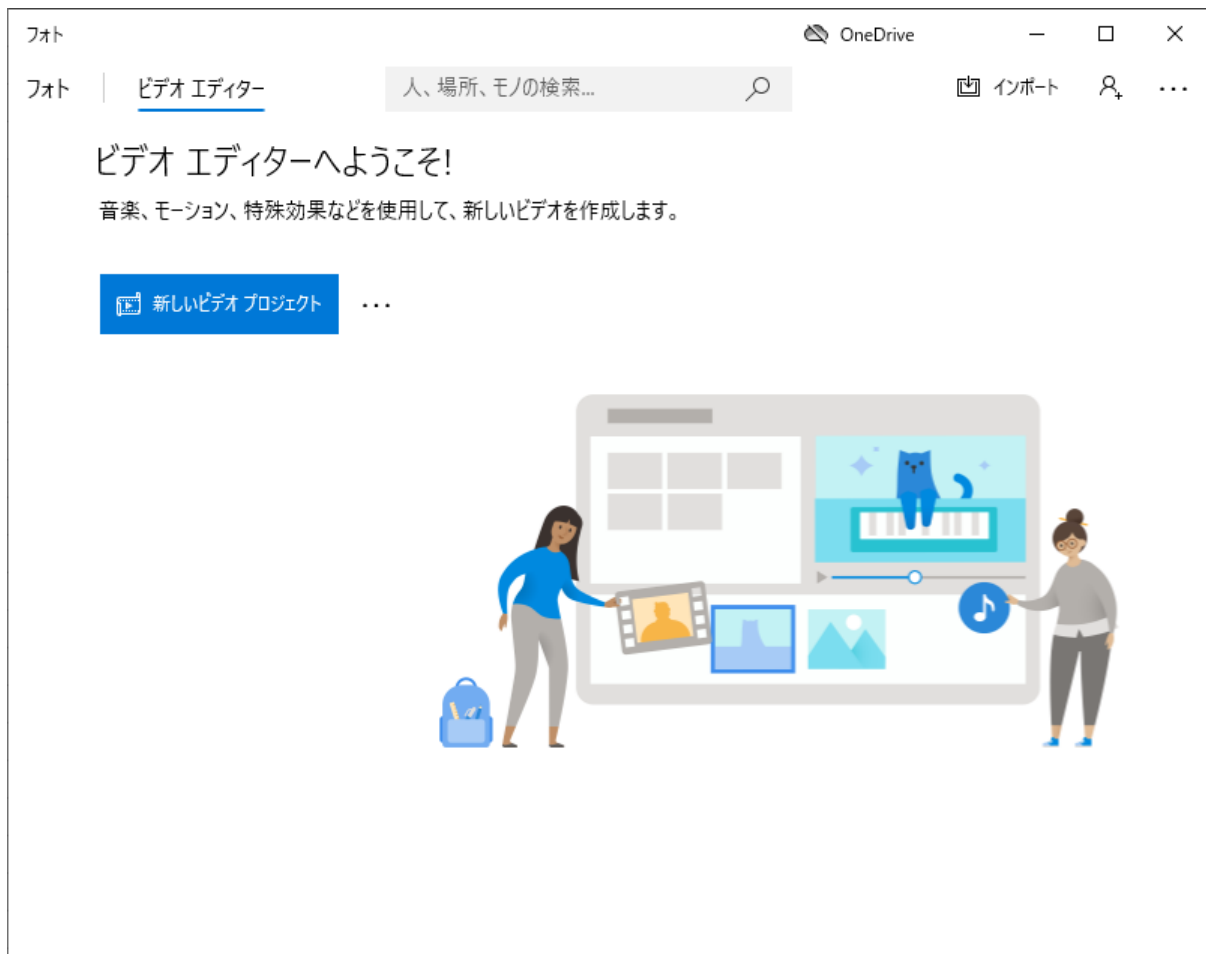 フォト
OneDrive
フォト
ビデオ エディター
人、場所、モノの検索...
インポート
ビデオ エディターへようこそ!
音楽、モーション、特殊効果などを使用して、新しいビデオを作成します。
新しいビデオ プロジェクト